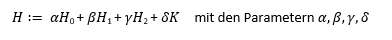 H := αH₀ + βH₁ + γH₂ + δK mit den Parametern α, β, γ, δ